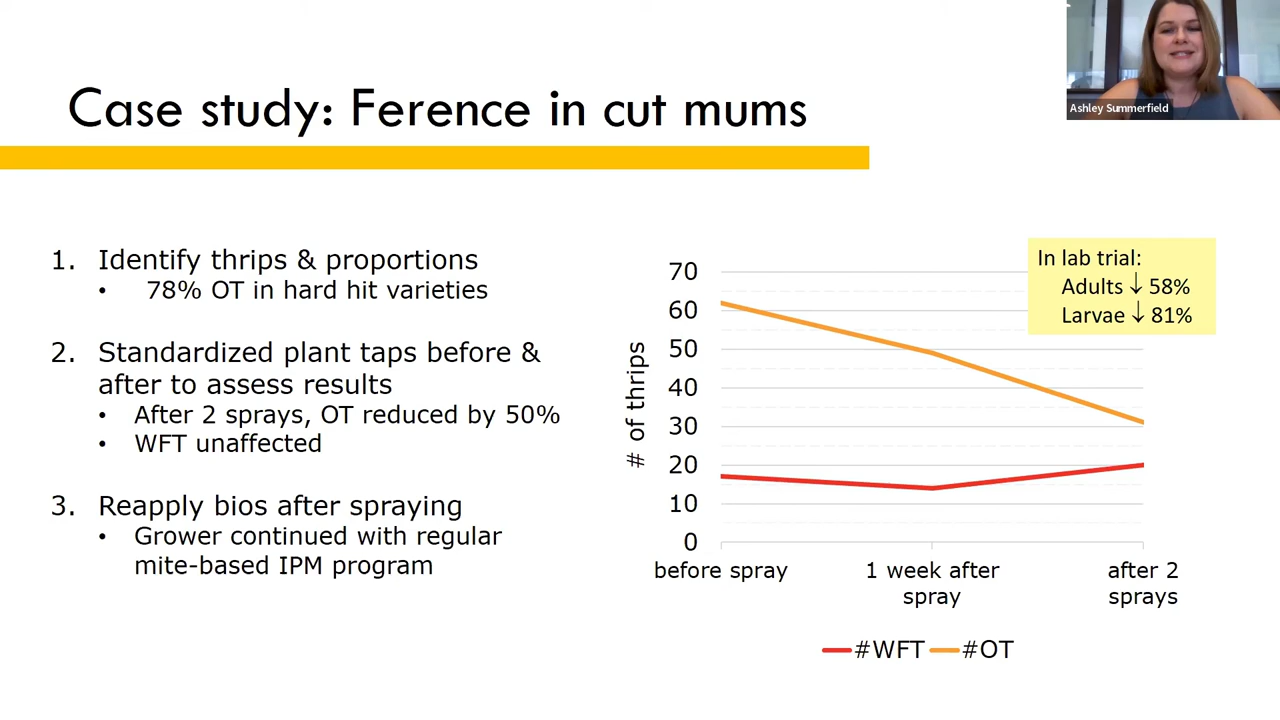 Ashley Summerfield
Case study: Ference in cut mums
1. Identify thrips & proportions
• 78% OT in hard hit varieties
2. Standardized plant taps before &
after to assess results
• After 2 sprays, OT reduced by 50%
• WFT unaffected
3. Reapply bios after spraying
• Grower continued with regular
mite-based IPM program
In lab trial:
Adults ↓ 58%
Larvae ↓ 81%
# of thrips
70
60
50
40
30
20
10
0
before spray
1 week after
spray
after 2
sprays
#WFT
#OT